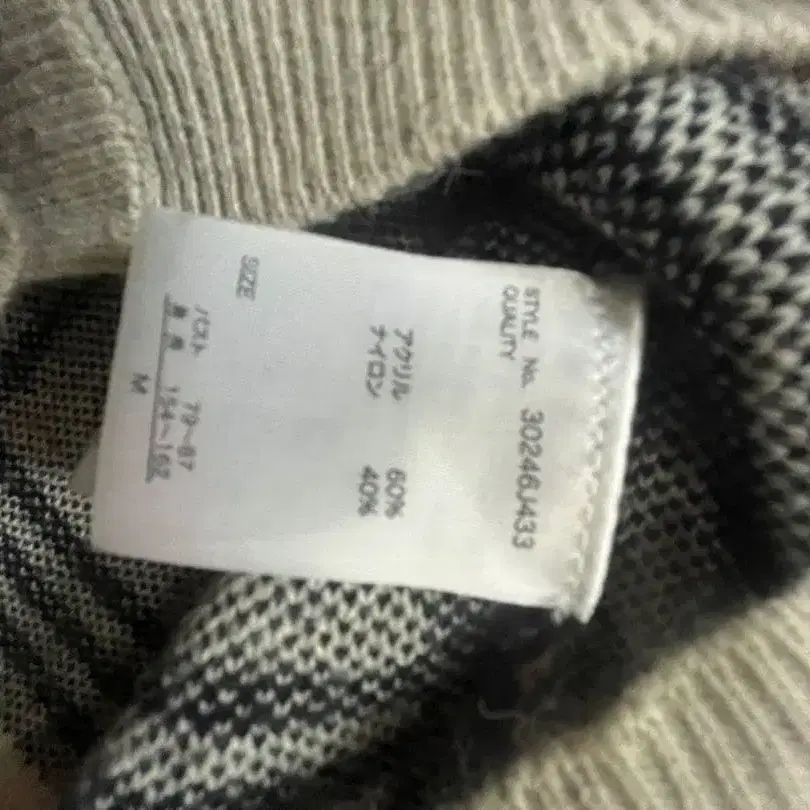 STYLE No. 30246J433
QUALITY
アクリル 60%
ナイロン 40%
SIZE
バスト 79~87
身長 154~162
M